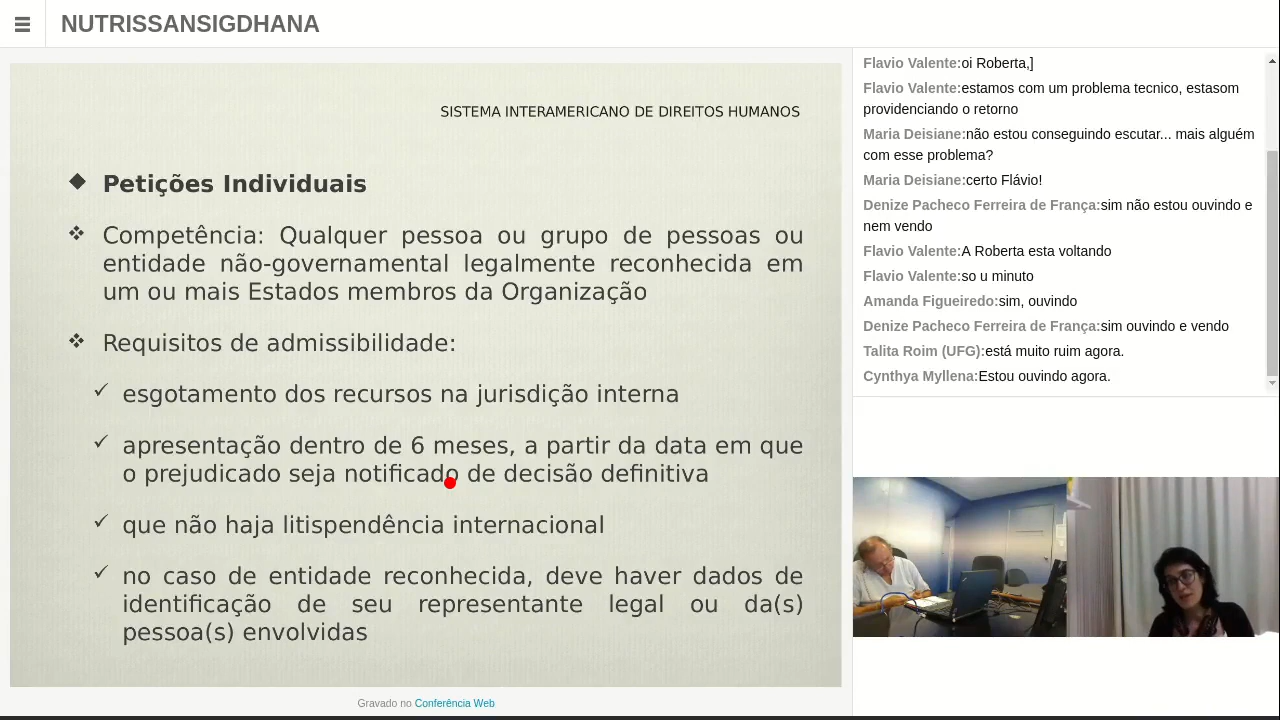 NUTRISSANSIGDHANA
SISTEMA INTERAMERICANO DE DIREITOS HUMANOS
Petições Individuais
Competência: Qualquer pessoa ou grupo de pessoas ou
entidade não-governamental legalmente reconhecida em
um ou mais Estados membros da Organização
Requisitos de admissibilidade:
esgotamento dos recursos na jurisdição interna
apresentação dentro de 6 meses, a partir da data em que
o prejudicado seja notificado de decisão definitiva
que não haja litispendência internacional
no caso de entidade reconhecida, deve haver dados de
identificação de seu representante legal ou da(s)
pessoa(s) envolvidas
Gravado no Conferência Web
Flavio Valente:oi Roberta,]
Flavio Valente:estamos com um problema tecnico, estasom
providenciando o retorno
Maria Deisiane:não estou conseguindo escutar... mais alguém
com esse problema?
Maria Deisiane:certo Flávio!
Denize Pacheco Ferreira de França:sim não estou ouvindo e
nem vendo
Flavio Valente:A Roberta esta voltando
Flavio Valente:so u minuto
Amanda Figueiredo:sim, ouvindo
Denize Pacheco Ferreira de França:sim ouvindo e vendo
Talita Roim (UFG):está muito ruim agora.
Cynthya Myllena:Estou ouvindo agora.